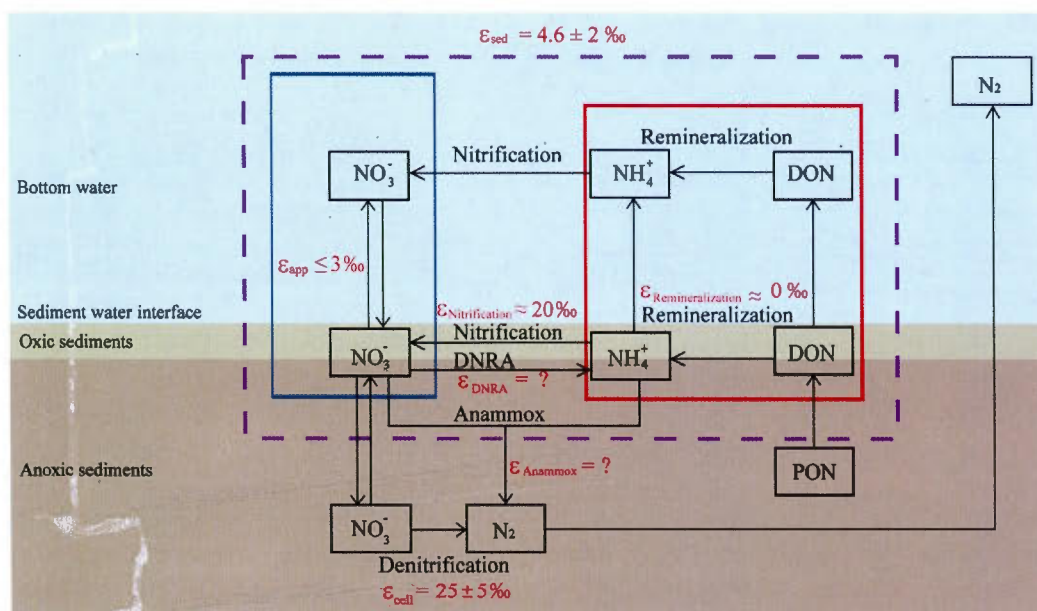 ε_sed = 4.6 ± 2 ‰
N₂
Remineralization
Nitrification
NO₃⁻
NH₄⁺
DON
Bottom water
ε_app ≤ 3 ‰
ε_Remineralization ≈ 0 ‰
Sediment water interface
ε_Nitrification ≈ 20‰
Remineralization
Oxic sediments
Nitrification
NO₃⁻
DNRA
NH₄⁺
DON
ε_DNRA = ?
Anammox
Anoxic sediments
ε_Anammox = ?
PON
NO₃⁻
N₂
Denitrification
ε_cell = 25 ± 5‰